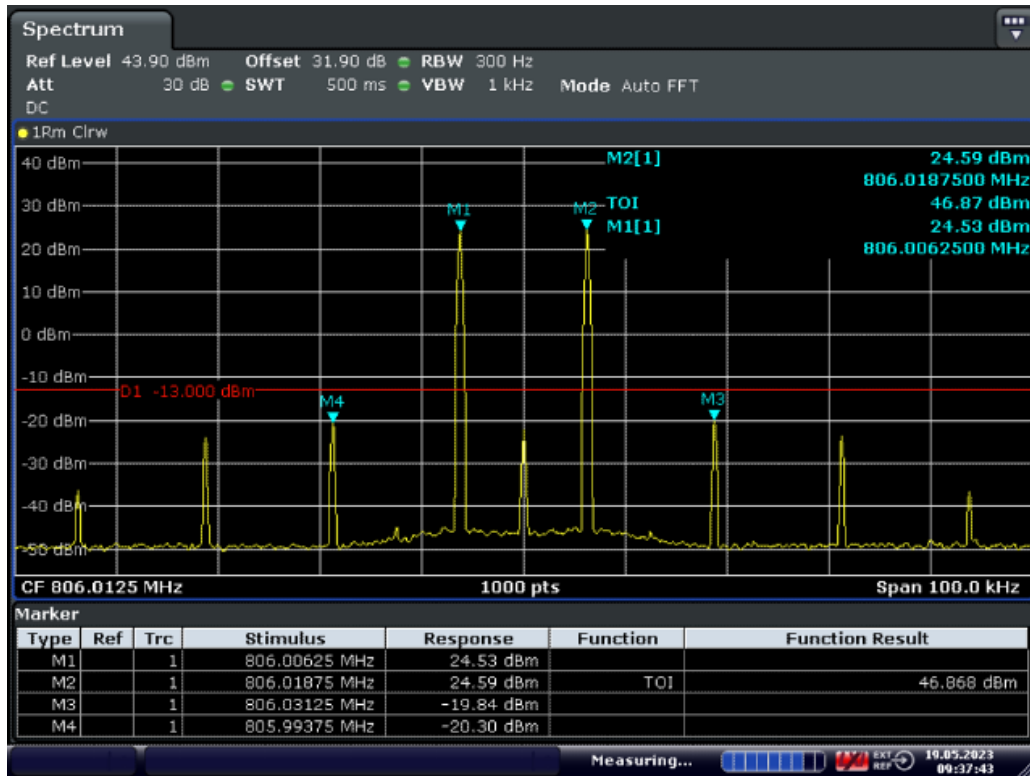 Spectrum
Ref Level 43.90 dBm Offset 31.90 dB RBW 300 Hz
Att 30 dB SWT 500 ms VBW 1 kHz Mode Auto FFT
DC
1Rm Clrw
40 dBm
30 dBm
20 dBm
10 dBm
0 dBm
-10 dBm
-20 dBm
-30 dBm
-40 dBm
-50 dBm
M2[1] 24.59 dBm
806.0187500 MHz
TOI 46.87 dBm
M1[1] 24.53 dBm
806.0062500 MHz
M1
M2
D1 -13.000 dBm
M4
M3
CF 806.0125 MHz 1000 pts Span 100.0 kHz
Marker
Type Ref Trc Stimulus Response Function Function Result
M1 1 806.00625 MHz 24.53 dBm
M2 1 806.01875 MHz 24.59 dBm TOI 46.868 dBm
M3 1 806.03125 MHz -19.84 dBm
M4 1 805.99375 MHz -20.30 dBm
Measuring... EXT REF 19.05.2023
09:37:43